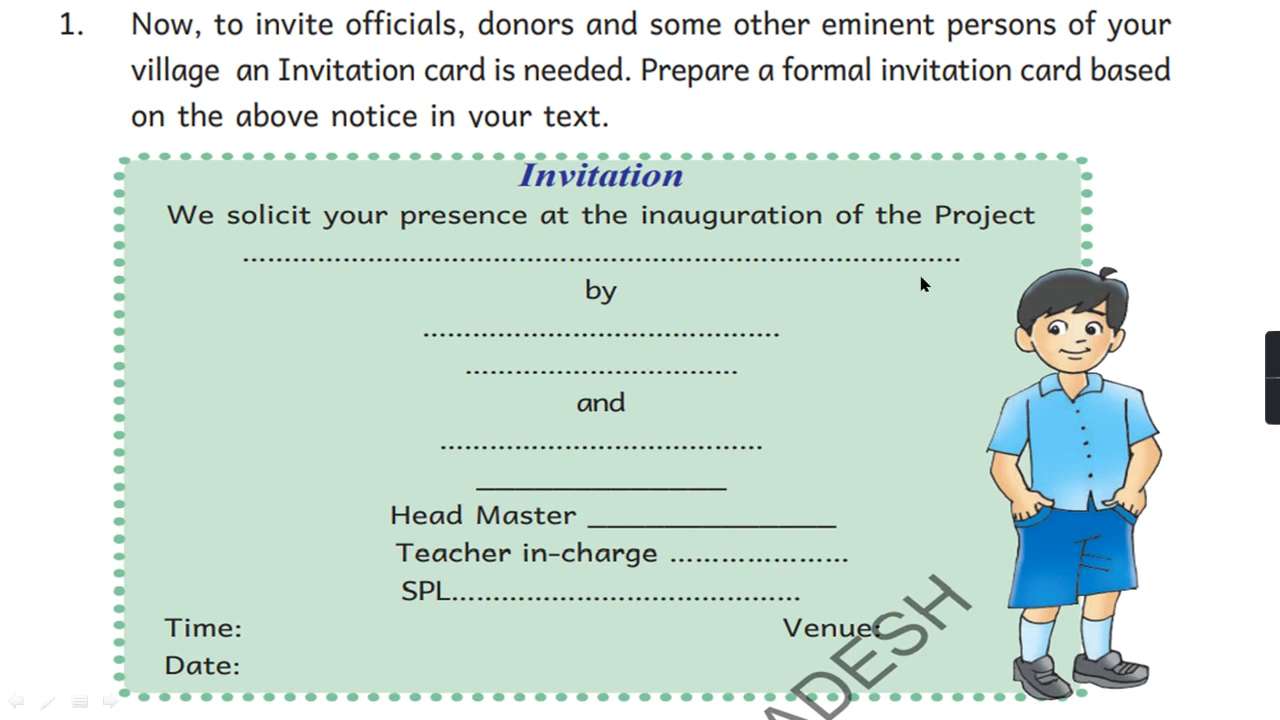 1. Now, to invite officials, donors and some other eminent persons of your
village an Invitation card is needed. Prepare a formal invitation card based
on the above notice in your text.
Invitation
We solicit your presence at the inauguration of the Project
......................................................................................
by
...........................................
.................................
and
.......................................
_______________
Head Master _______________
Teacher in-charge .....................
SPL.........................................
Time: Venue:
Date:
ADESH